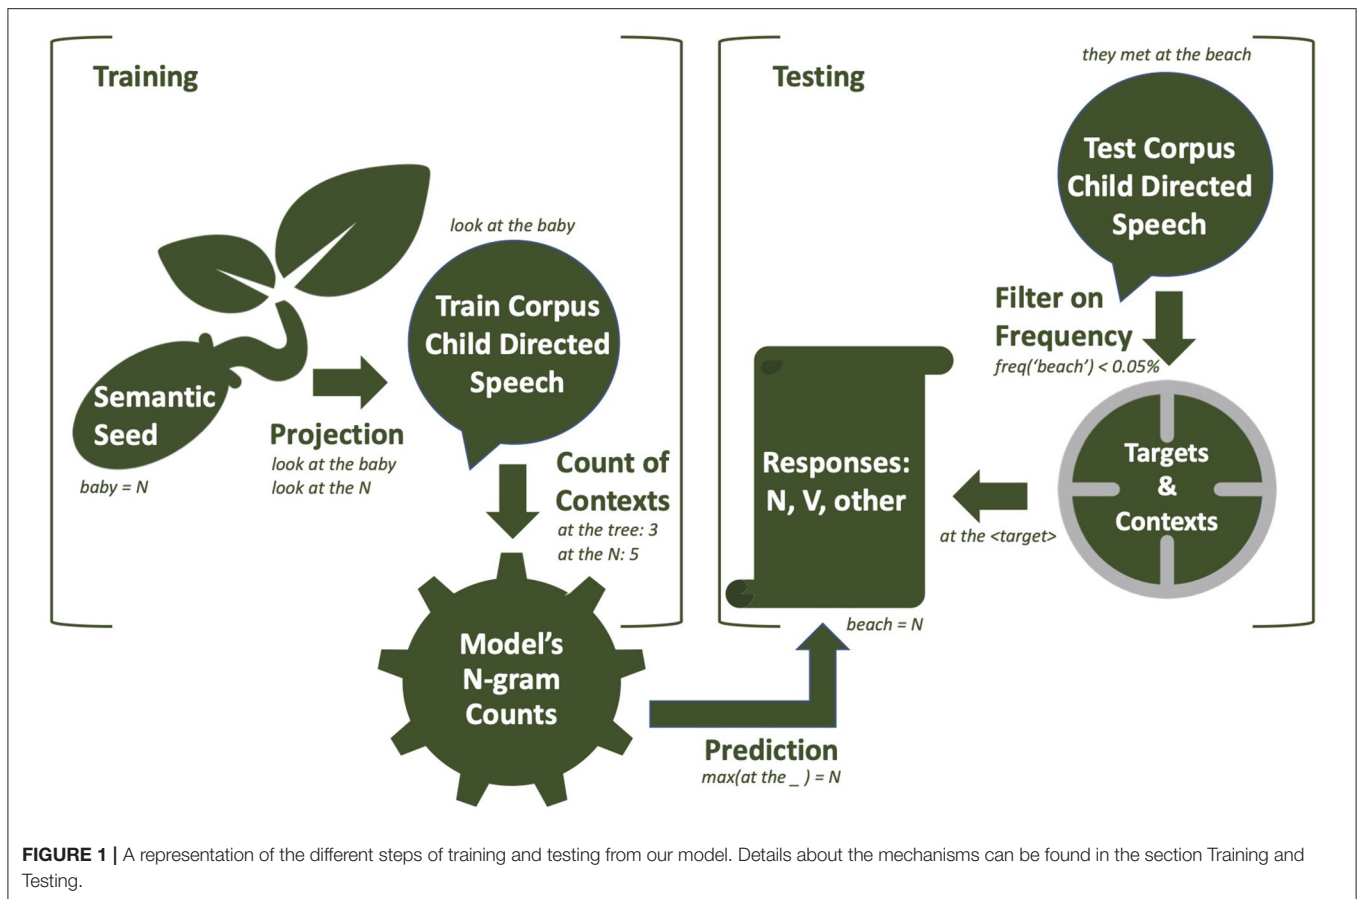 Training
look at the baby
Train Corpus
Child Directed
Speech
Semantic
Seed
baby = N
Projection
look at the baby
look at the N
Count of
Contexts
at the tree: 3
at the N: 5
Model's
N-gram
Counts
Prediction
max(at the _ ) = N
Testing
they met at the beach
Test Corpus
Child Directed
Speech
Filter on
Frequency
freq('beach') < 0.05%
Targets
&
Contexts
at the <target>
Responses:
N, V, other
beach = N
FIGURE 1 | A representation of the different steps of training and testing from our model. Details about the mechanisms can be found in the section Training and
Testing.